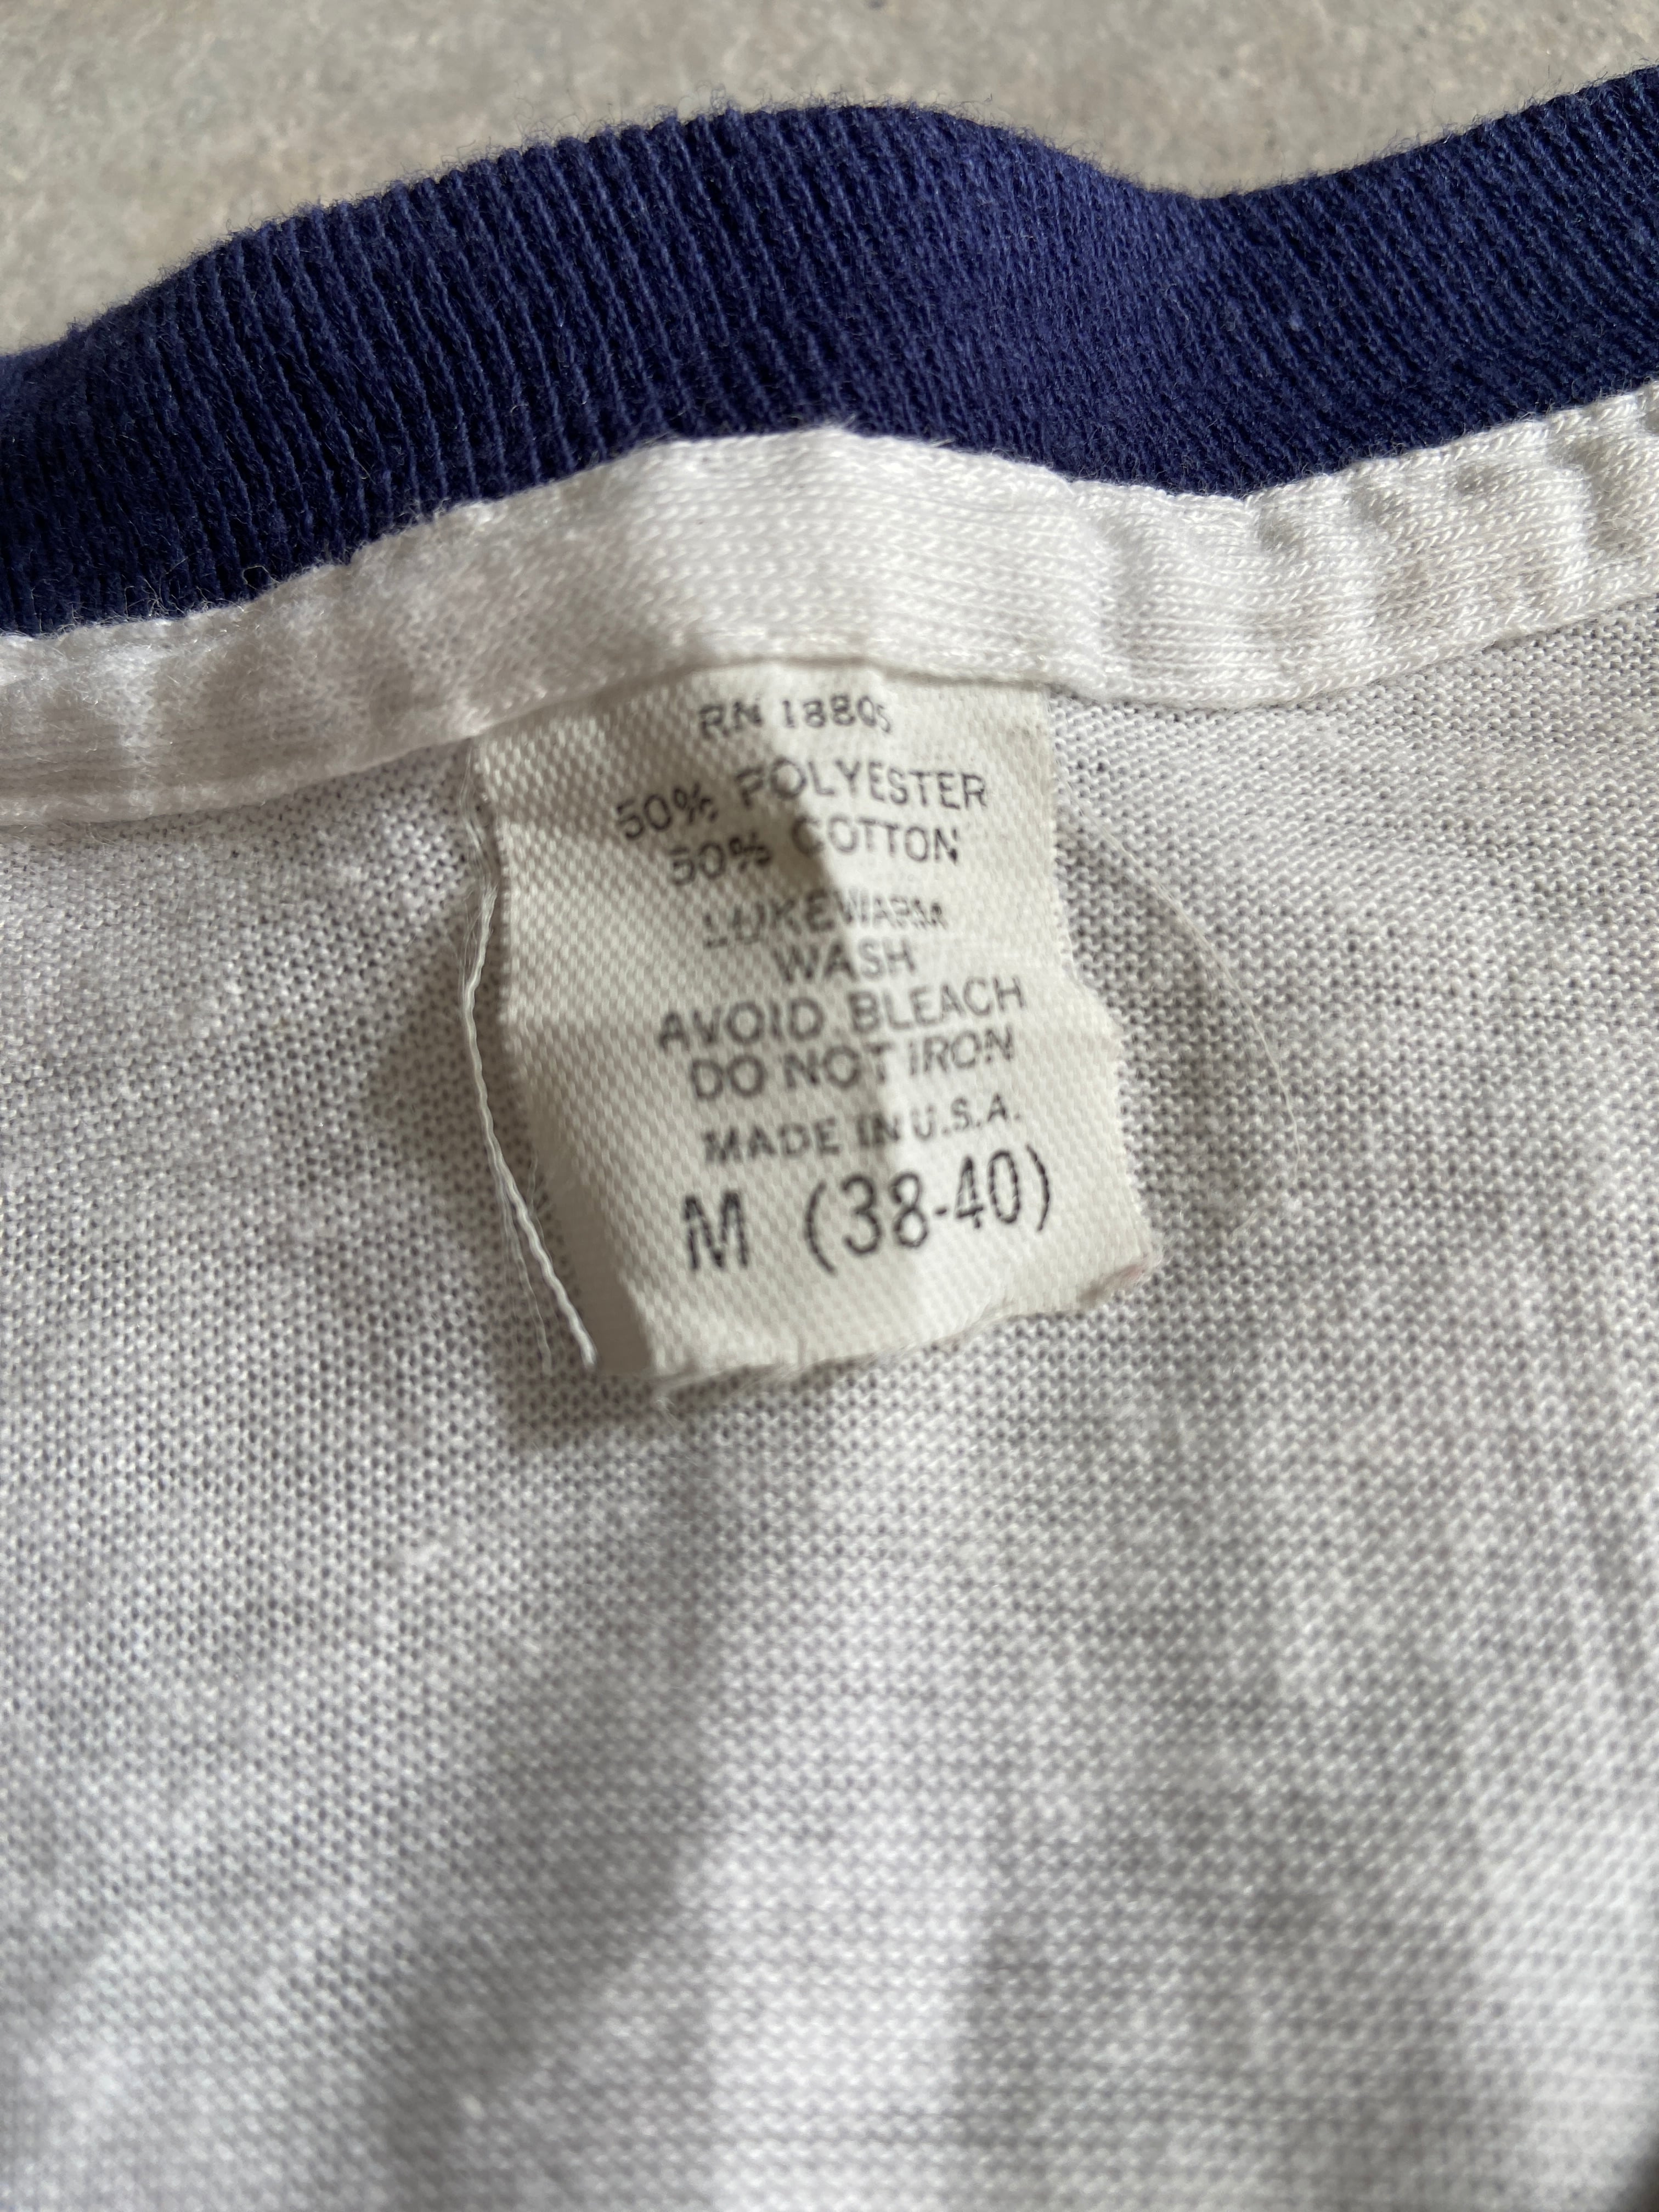 RN 18805
50% POLYESTER
50% COTTON
LUKEWARM
WASH
AVOID BLEACH
DO NOT IRON
MADE IN U.S.A.
M (38-40)